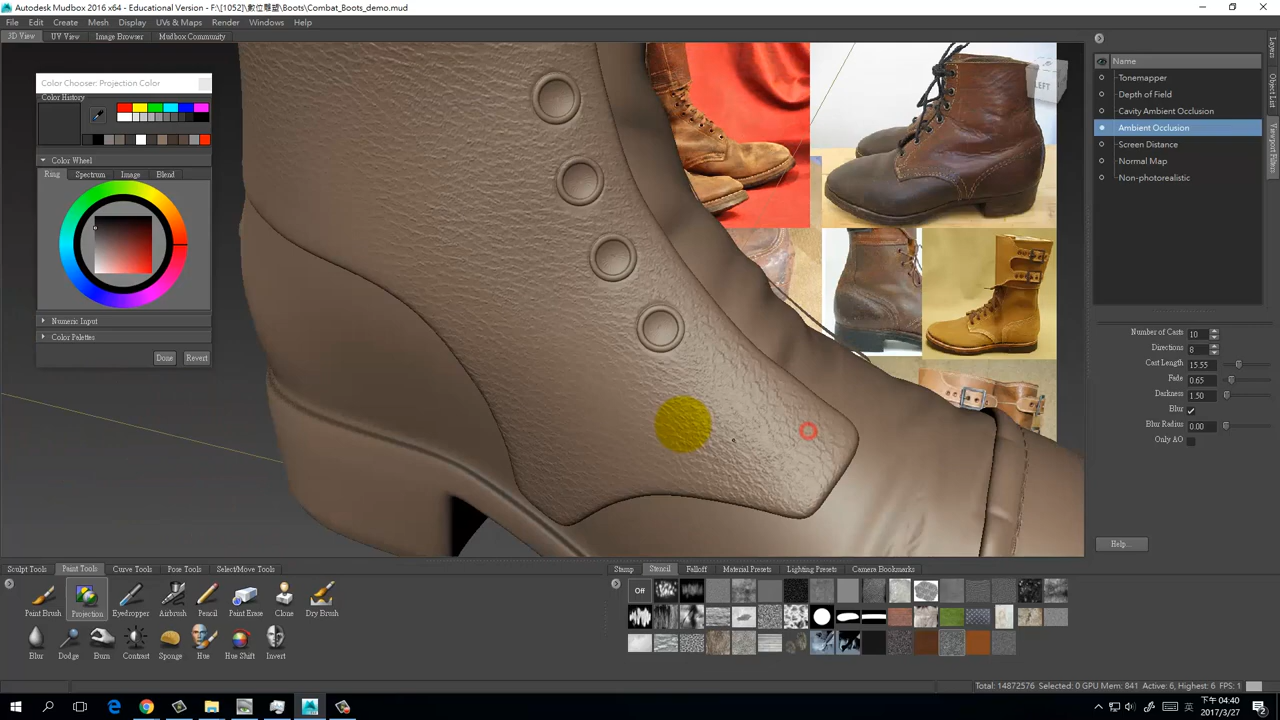 Autodesk Mudbox 2016 x64 - Educational Version - F:\[1052]\數位雕塑\Boots\Combat_Boots_demo.mud
File Edit Create Mesh Display UVs & Maps Render Windows Help
3D View UV View Image Browser Mudbox Community
Color Chooser: Projection Color
Color History
Color Wheel
Ring Spectrum Image Blend
Numeric Input
Color Palettes
Done Revert
LEFT
Name
Tonemapper
Depth of Field
Cavity Ambient Occlusion
Ambient Occlusion
Screen Distance
Normal Map
Non-photorealistic
Layers
Object List
Viewport Filters
Number of Casts 10
Directions 8
Cast Length 15.55
Fade 0.65
Darkness 1.50
Blur
Blur Radius 0.00
Only AO
Help...
Sculpt Tools Paint Tools Curve Tools Pose Tools Select/Move Tools
Paint Brush Projection Eyedropper Airbrush Pencil Paint Erase Clone Dry Brush
Blur Dodge Burn Contrast Sponge Hue Hue Shift Invert
Stamp Stencil Falloff Material Presets Lighting Presets Camera Bookmarks
Off
Total: 14872576 Selected: 0 GPU Mem: 841 Active: 6, Highest: 6 FPS: 1
英
下午 04:40
2017/3/27
2